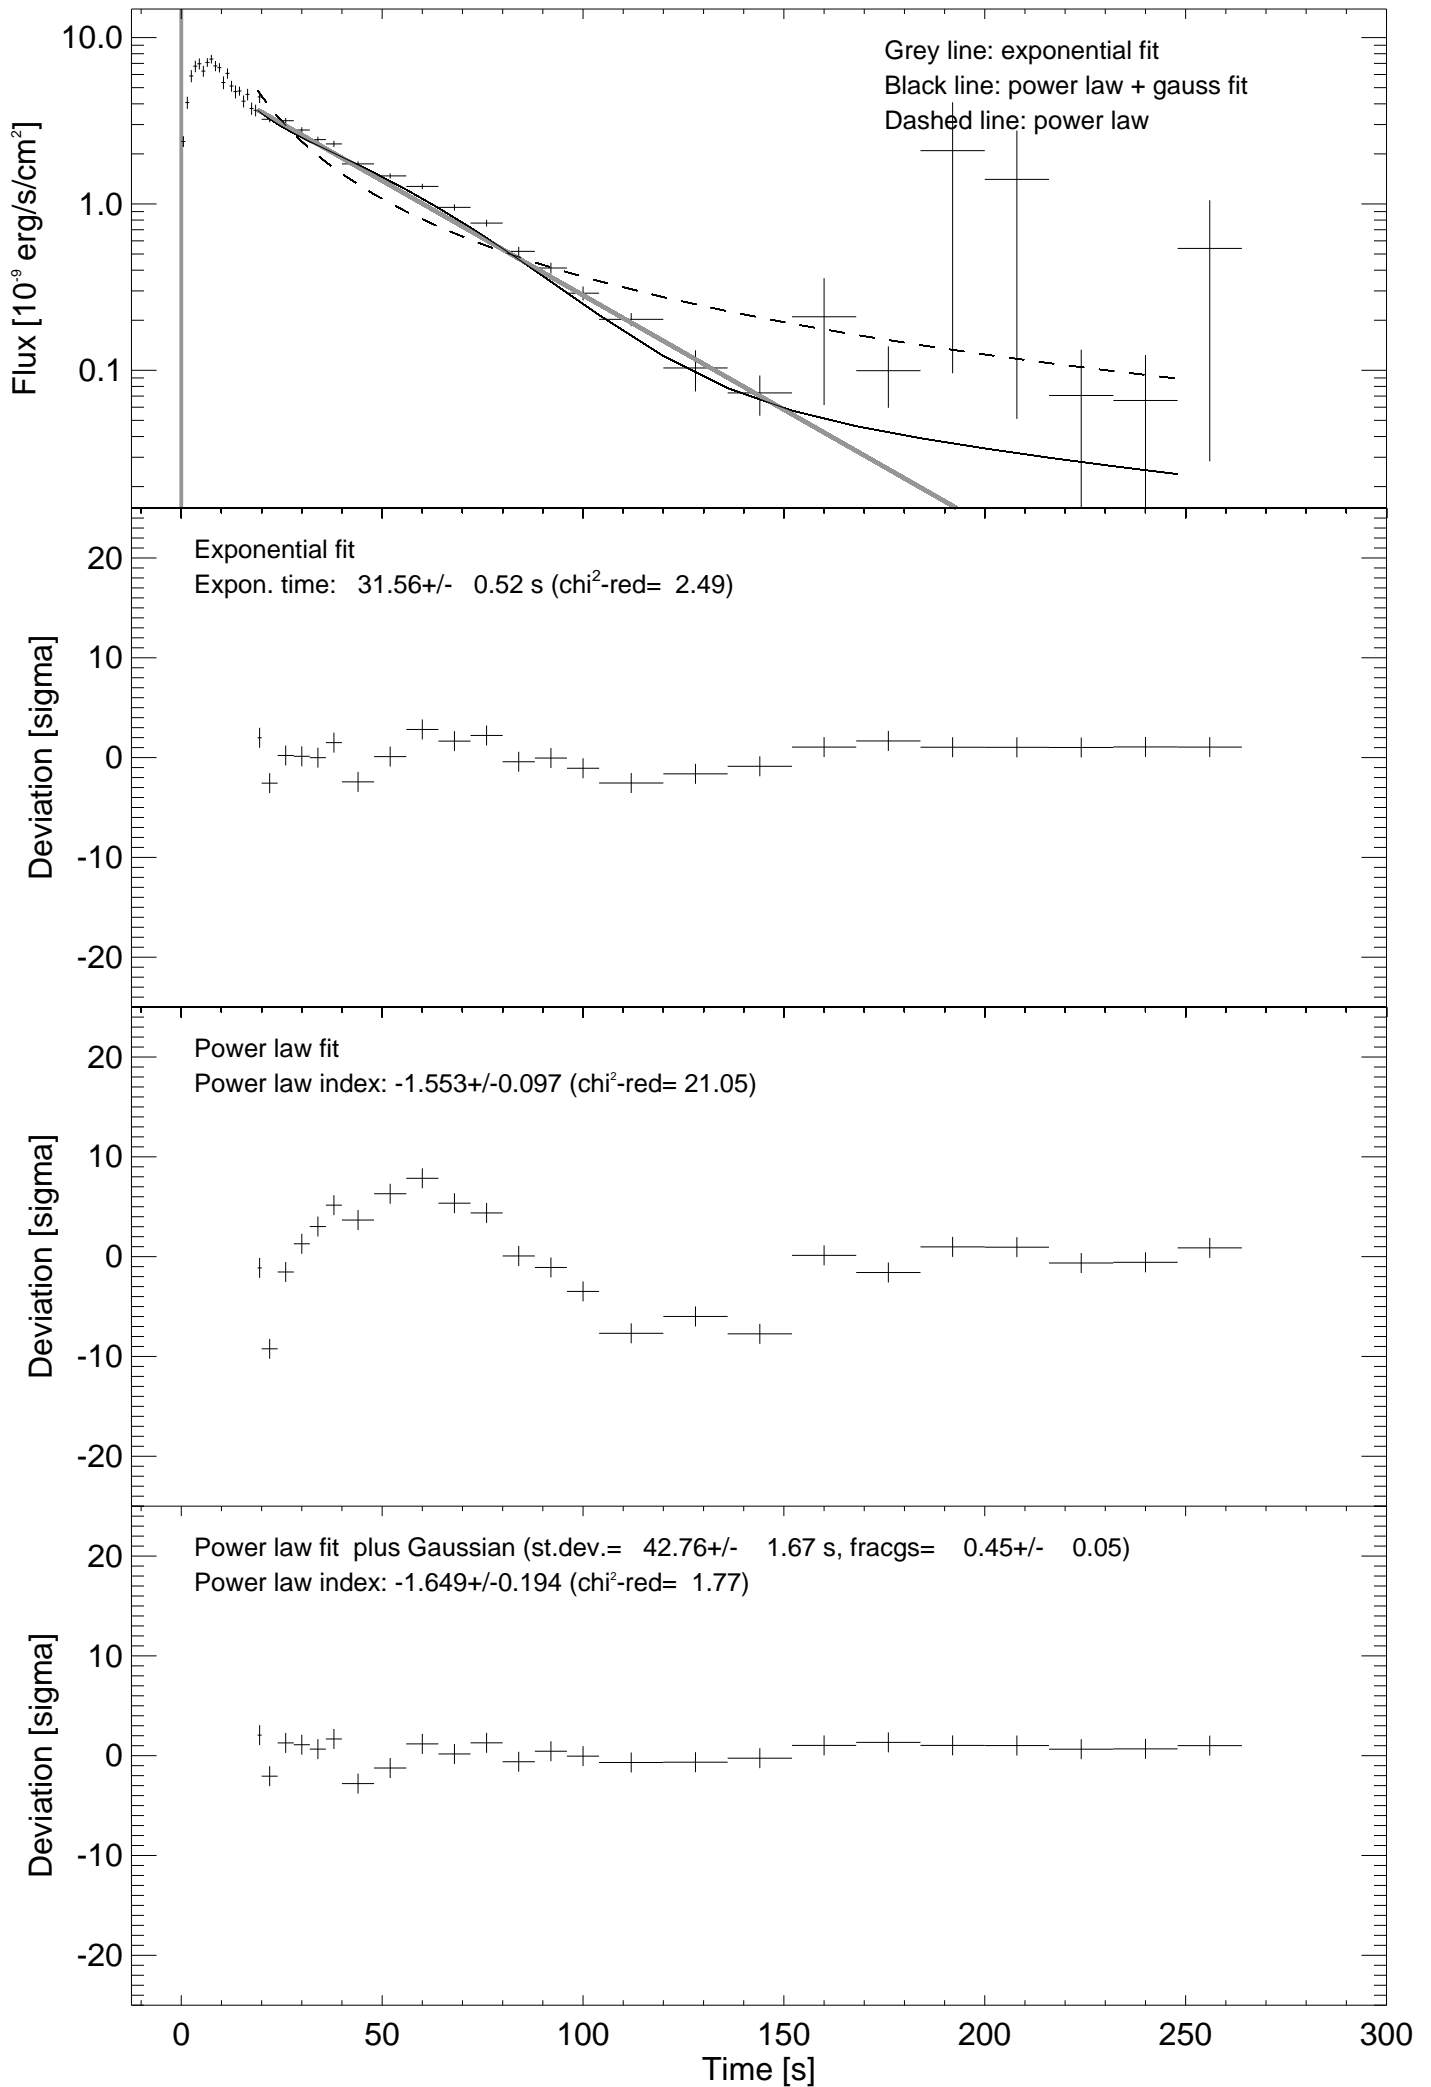 Grey line: exponential fit
Black line: power law + gauss fit
Dashed line: power law
10.0
1.0
0.1
Flux [10⁻⁹ erg/s/cm²]
Exponential fit
Expon. time: 31.56+/- 0.52 s (chi²-red= 2.49)
20
10
0
-10
-20
Deviation [sigma]
Power law fit
Power law index: -1.553+/-0.097 (chi²-red= 21.05)
20
10
0
-10
-20
Deviation [sigma]
Power law fit plus Gaussian (st.dev.= 42.76+/- 1.67 s, fracgs= 0.45+/- 0.05)
Power law index: -1.649+/-0.194 (chi²-red= 1.77)
20
10
0
-10
-20
Deviation [sigma]
0 50 100 150 200 250 300
Time [s]